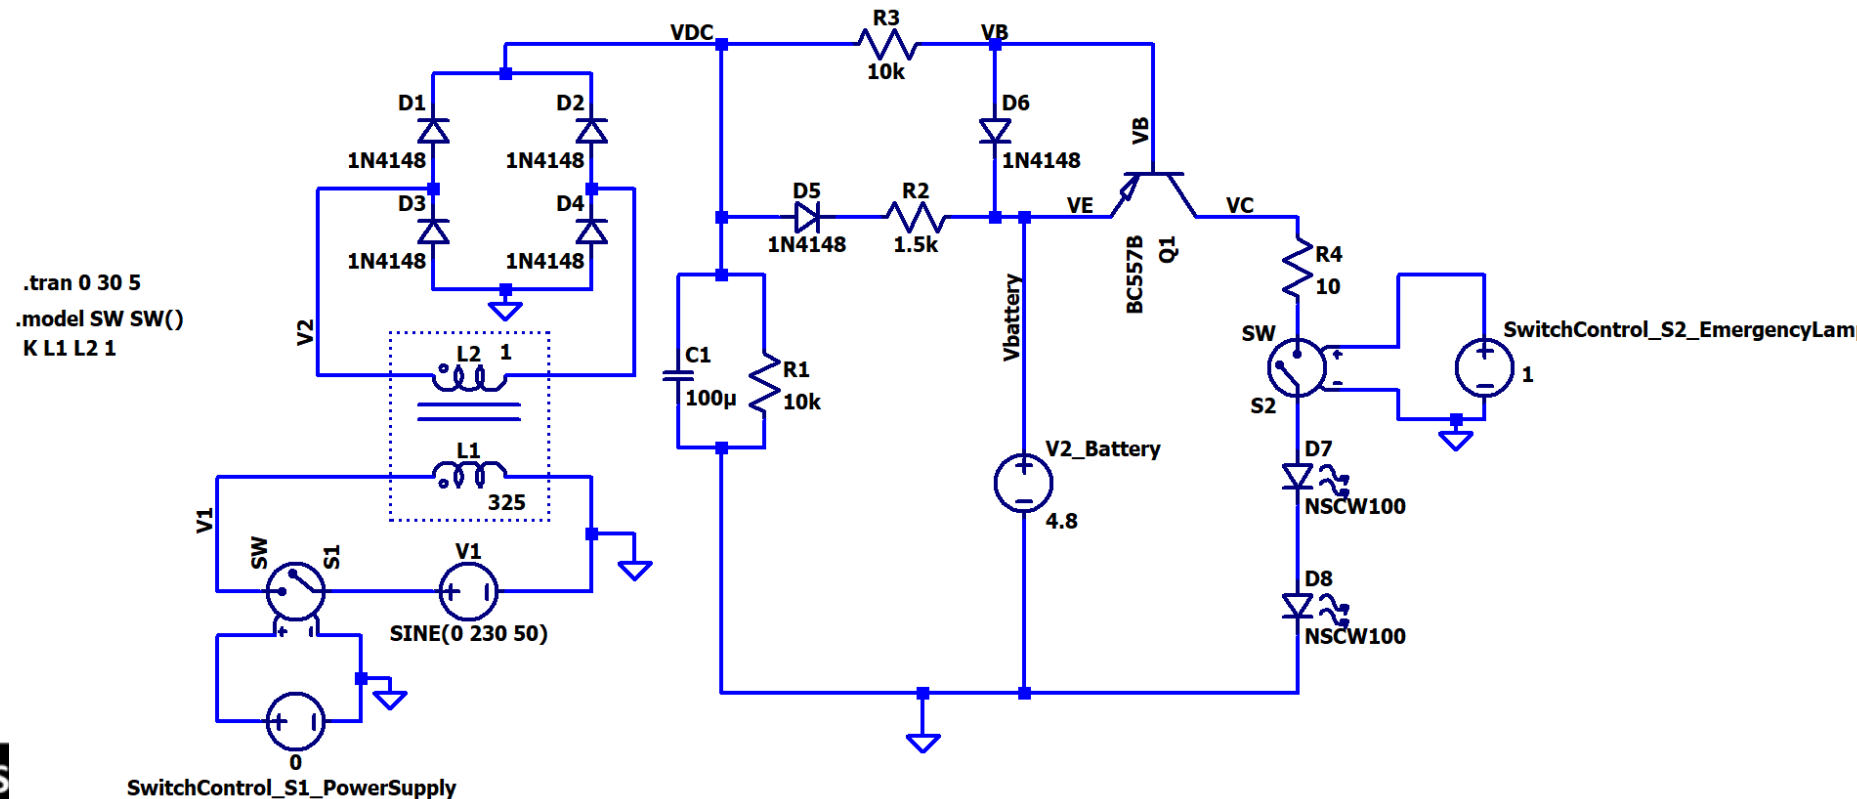 VDC
R3
10k
VB
D1
1N4148
D2
1N4148
D6
1N4148
VB
D3
1N4148
D4
1N4148
D5
1N4148
R2
1.5k
VE
VC
BC557B
Q1
R4
10
.tran 0 30 5
.model SW SW()
K L1 L2 1
V2
L2
1
C1
100µ
R1
10k
Vbattery
SW
S2
SwitchControl_S2_EmergencyLam
1
L1
325
V2_Battery
4.8
D7
NSCW100
V1
SW
S1
V1
SINE(0 230 50)
D8
NSCW100
0
SwitchControl_S1_PowerSupply